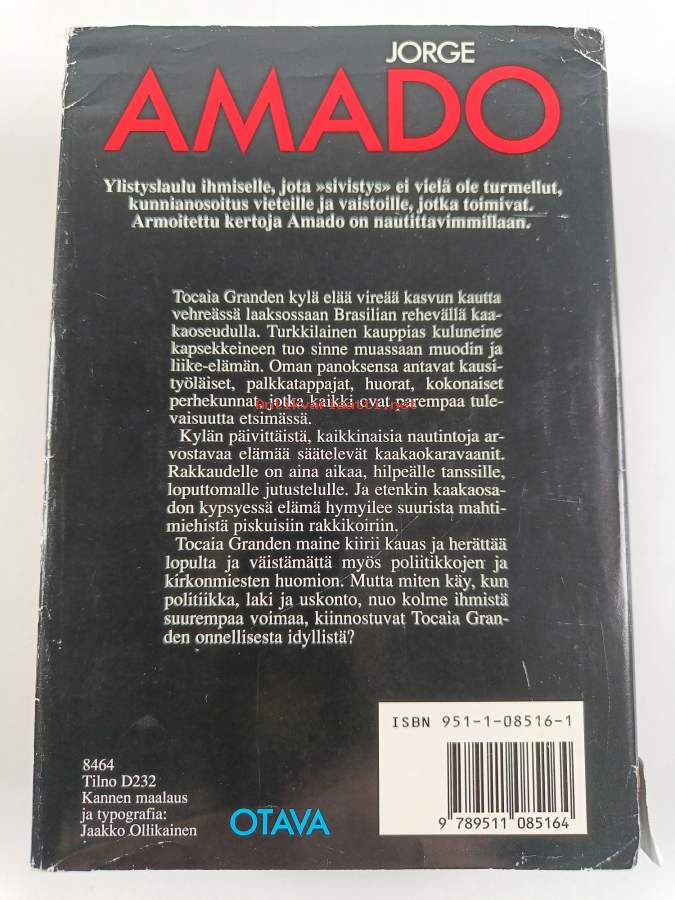 JORGE
AMADO
Ylistyslaulu ihmiselle, jota »sivistys» ei vielä ole turmellut,
kunnianosoitus vieteille ja vaistoille, jotka toimivat.
Armoitettu kertoja Amado on nautittavimmillaan.
Tocaia Granden kylä elää vireää kasvun kautta
vehreässä laaksossaan Brasilian rehevällä kaa-
kaoseudulla. Turkkilainen kauppias kuluneine
kapsekkeineen tuo sinne muassaan muodin ja
liike-elämän. Oman panoksensa antavat kausi-
työläiset, palkkatappajat, huorat, kokonaiset
perhekunnat, jotka kaikki ovat parempaa tule-
antikvariaatti.net
vaisuutta etsimässä.
Kylän päivittäistä, kaikkinaisia nautintoja ar-
vostavaa elämää säätelevät kaakaokaravaanit.
Rakkaudelle on aina aikaa, hilpeälle tanssille,
loputtomalle jutustelulle. Ja etenkin kaakaosa-
don kypsyessä elämä hymyilee suurista mahti-
miehistä piskuisiin rakkikoiriin.
Tocaia Granden maine kiirii kauas ja herättää
lopulta ja väistämättä myös poliitikkojen ja
kirkonmiesten huomion. Mutta miten käy, kun
politiikka, laki ja uskonto, nuo kolme ihmistä
suurempaa voimaa, kiinnostuvat Tocaia Gran-
den onnellisesta idyllistä?
ISBN 951-1-08516-1
9 789511 085164
8464
Tilno D232
Kannen maalaus
ja typografia:
Jaakko Ollikainen
OTAVA